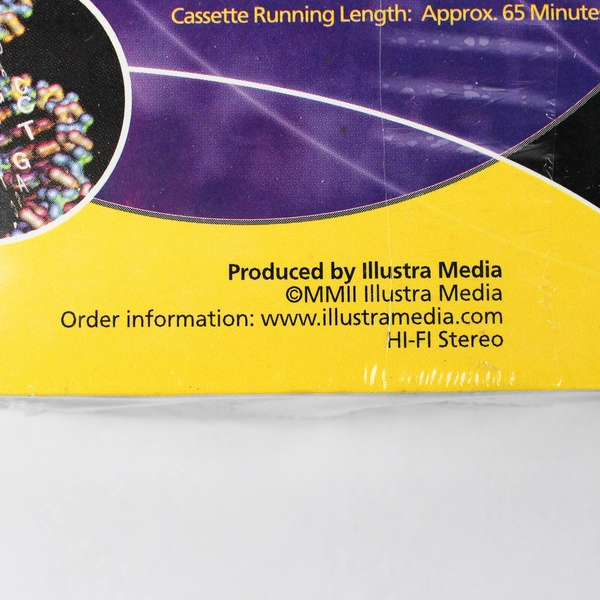 Cassette Running Length: Approx. 65 Minutes
C
C
T
G
Produced by Illustra Media
©MMII Illustra Media
Order information: www.illustramedia.com
HI-FI Stereo